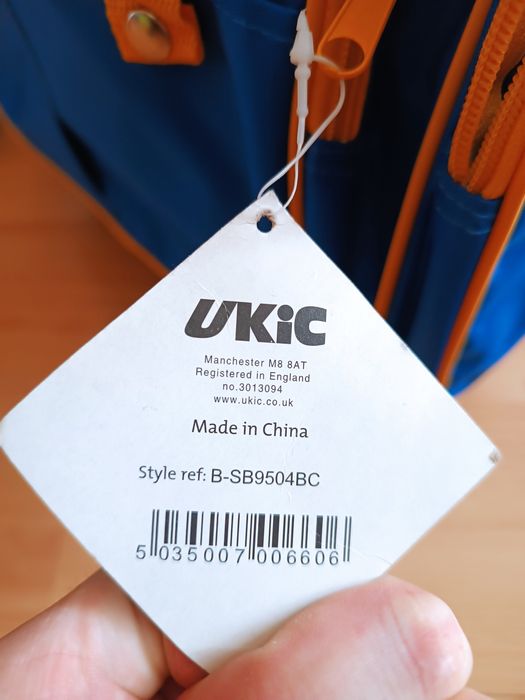 UKiC
Manchester M8 8AT
Registered in England
no.3013094
www.ukic.co.uk
Made in China
Style ref: B-SB9504BC
5 035007 006606